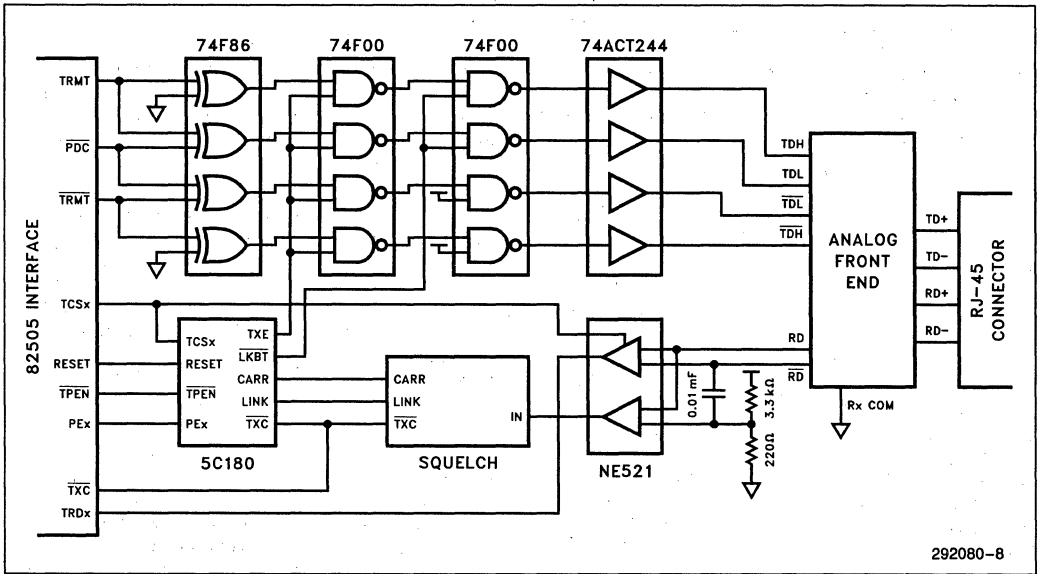 74F86
74F00
74F00
74ACT244
82505 INTERFACE
TRMT
PDC
TRMT
TCSx
RESET
TPEN
PEx
TXC
TRDx
TCSx
RESET
TPEN
PEx
TXE
LKBT
CARR
LINK
TXC
5C180
CARR
LINK
TXC
IN
SQUELCH
NE521
0.01 mF
3.3 kΩ
220Ω
TDH
TDL
TDL
TDH
RD
RD
ANALOG
FRONT
END
Rx COM
TD+
TD-
RD+
RD-
RJ-45
CONNECTOR
292080-8